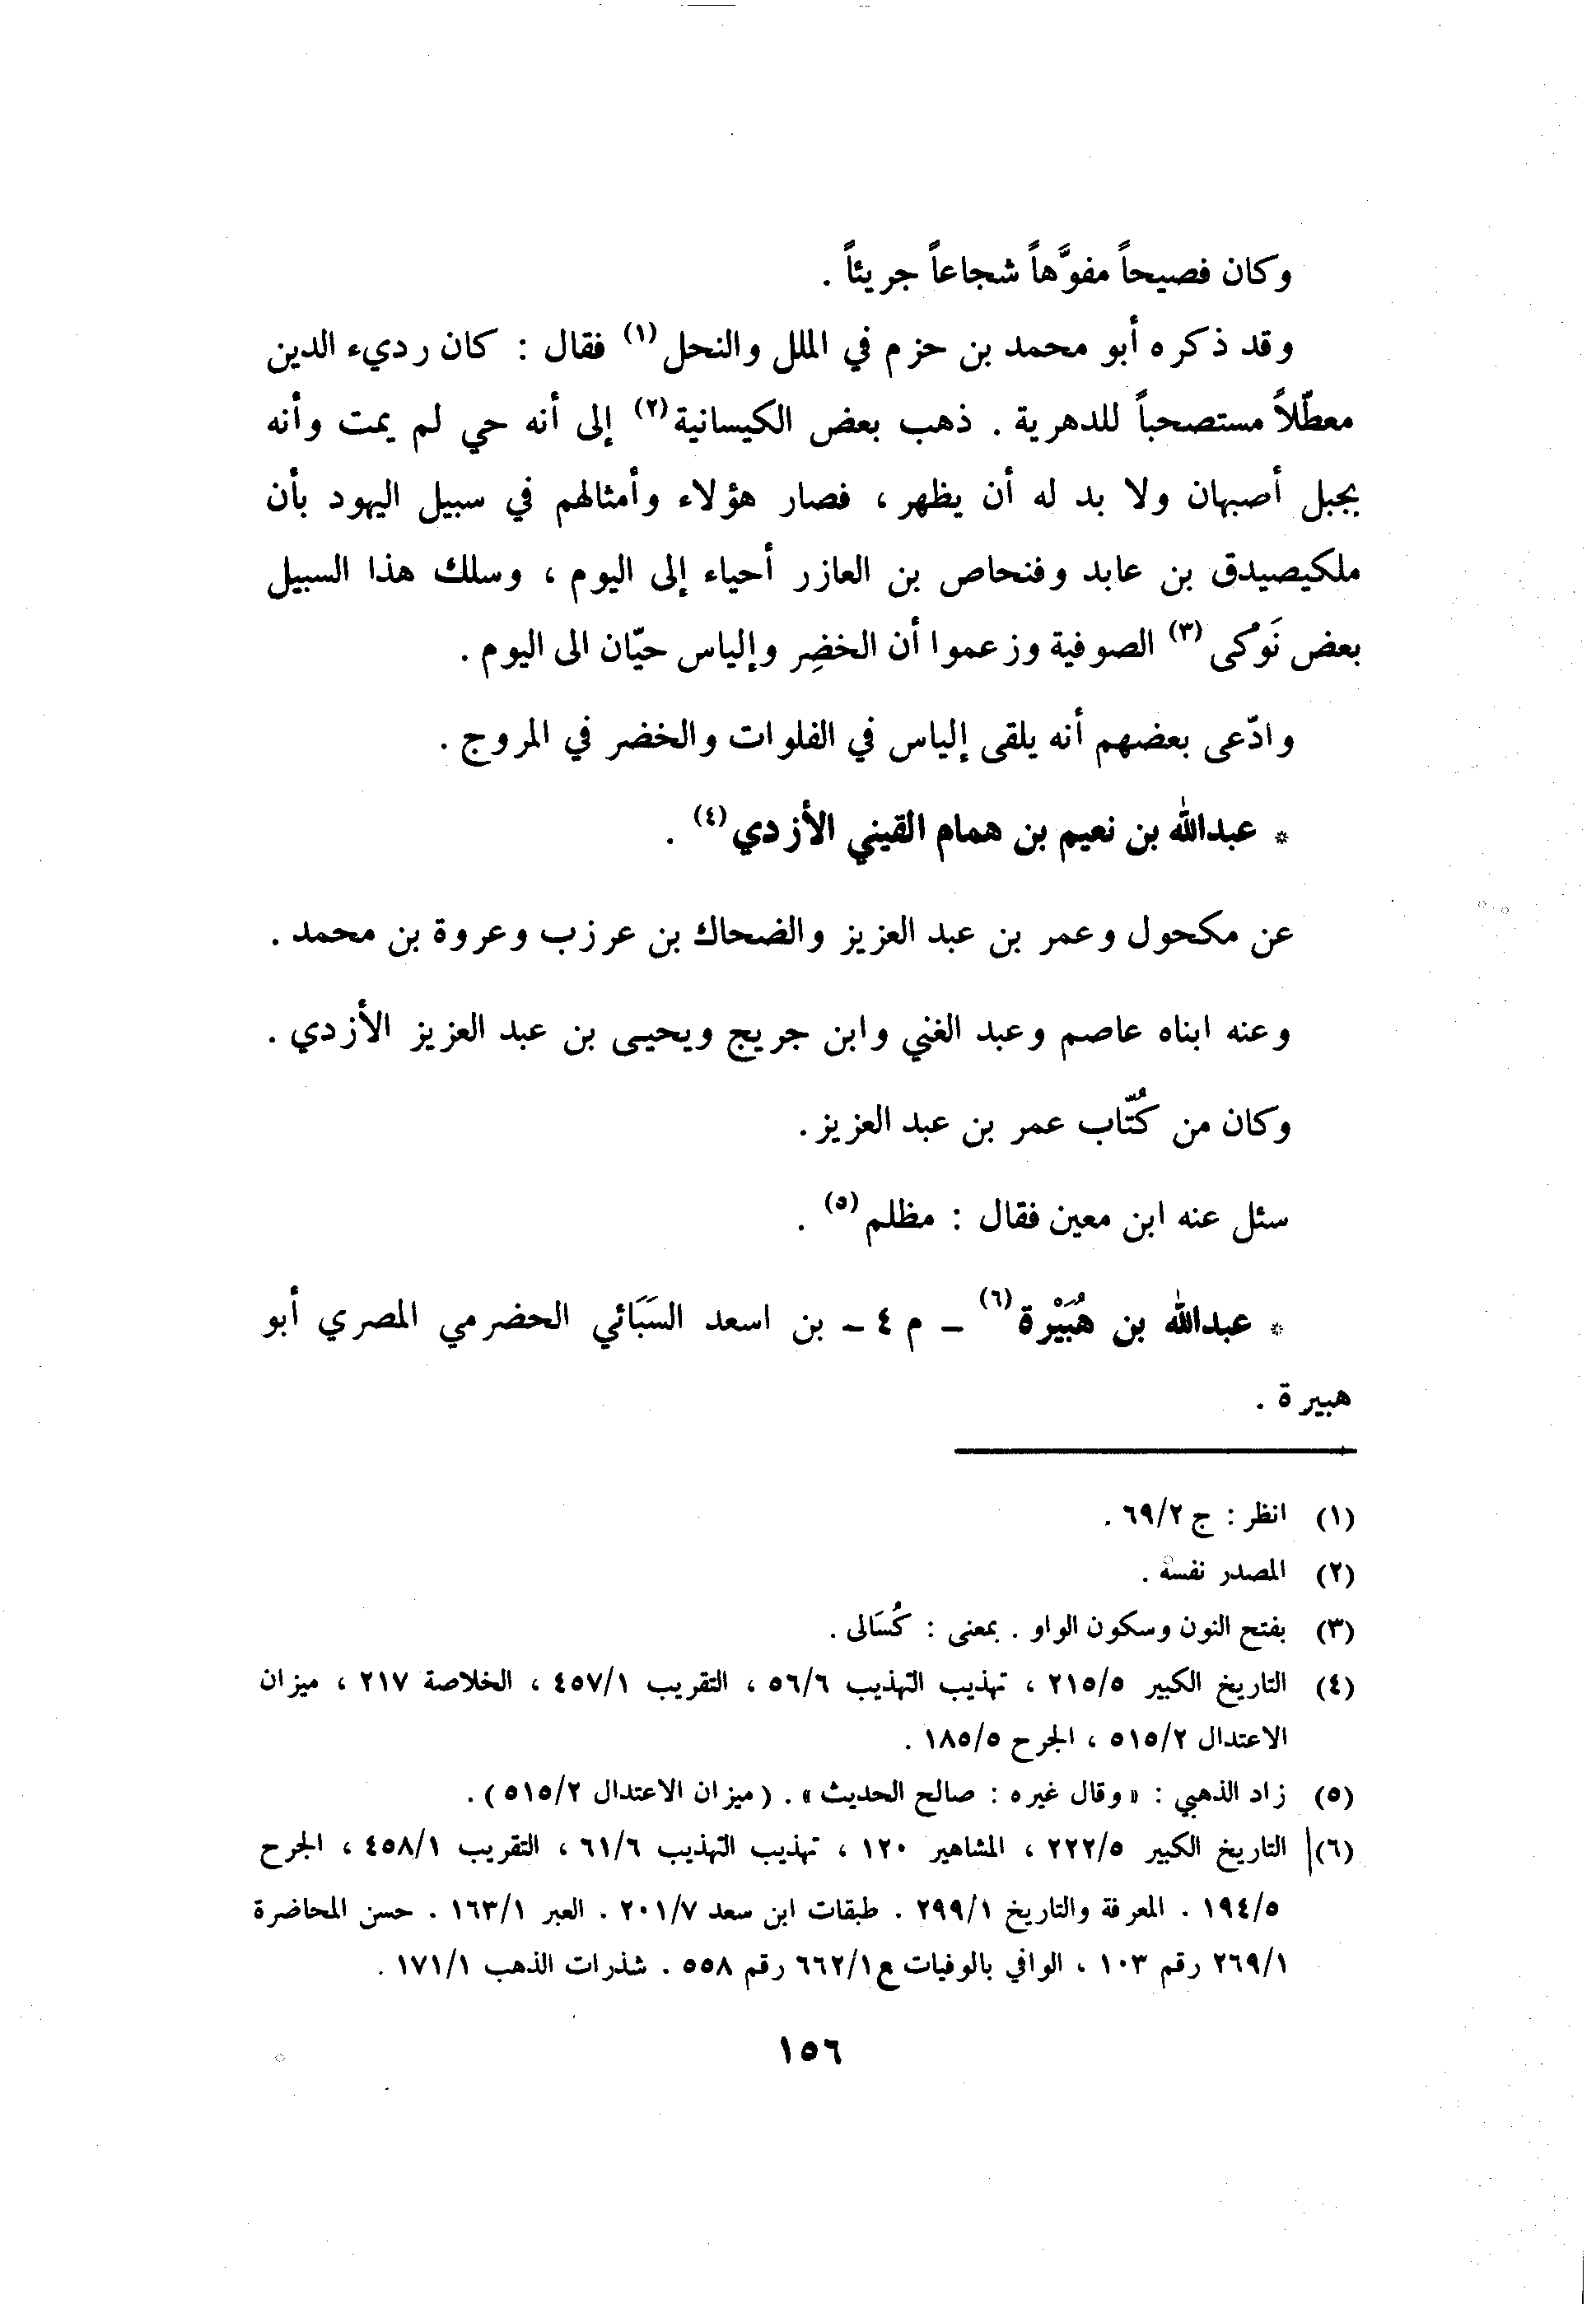 وكان فصيحاً مفوَّهاً شجاعاً جريئاً .
وقد ذكره أبو محمد بن حزم في الملل والنحل (١) فقال : كان رديء الدين
معطّلاً مستصحباً للدهرية . ذهب بعض الكيسانية (٢) إلى أنه حي لم يمت وأنه
بجبل أصبهان ولا بد له أن يظهر ، فصار هؤلاء وأمثالهم في سبيل اليهود بأن
ملكيصيدق بن عابد وفنحاص بن العازر أحياء إلى اليوم ، وسلك هذا السبيل
بعض نَوْكى (٣) الصوفية وزعموا أن الخضِر وإلياس حيّان الى اليوم .
وادّعى بعضهم أنه يلقى إلياس في الفلوات والخضر في المروج .
* عبدالله بن نعيم بن همام القيني الأزدي (٤) .
عن مكحول وعمر بن عبد العزيز والضحاك بن عرزب وعروة بن محمد .
وعنه ابناه عاصم وعبد الغني وابن جريج ويحيى بن عبد العزيز الأزدي .
وكان من كُتّاب عمر بن عبد العزيز .
سئل عنه ابن معين فقال : مظلم (٥) .
* عبدالله بن هُبَيْرة (٦) – م ٤ – بن اسعد السَبَائي الحضرمي المصري أبو
هبيرة .
(١) انظر : ج ٦٩/٢ .
(٢) المصدر نفسه .
(٣) بفتح النون وسكون الواو . بمعنى : كُسَالى .
(٤) التاريخ الكبير ٢١٥/٥ ، تهذيب التهذيب ٥٦/٦ ، التقريب ٤٥٧/١ ، الخلاصة ٢١٧ ، ميزان
الاعتدال ٥١٥/٢ ، الجرح ١٨٥/٥ .
(٥) زاد الذهبي : « وقال غيره : صالح الحديث » . ( ميزان الاعتدال ٥١٥/٢ ) .
(٦) التاريخ الكبير ٢٢٢/٥ ، المشاهير ١٢٠ ، تهذيب التهذيب ٦١/٦ ، التقريب ٤٥٨/١ ، الجرح
١٩٤/٥ . المعرفة والتاريخ ٢٩٩/١ . طبقات ابن سعد ٢٠١/٧ . العبر ١٦٣/١ . حسن المحاضرة
٢٦٩/١ رقم ١٠٣ ، الوافي بالوفيات ع ٦٦٢/١ رقم ٥٥٨ . شذرات الذهب ١٧١/١ .
١٥٦